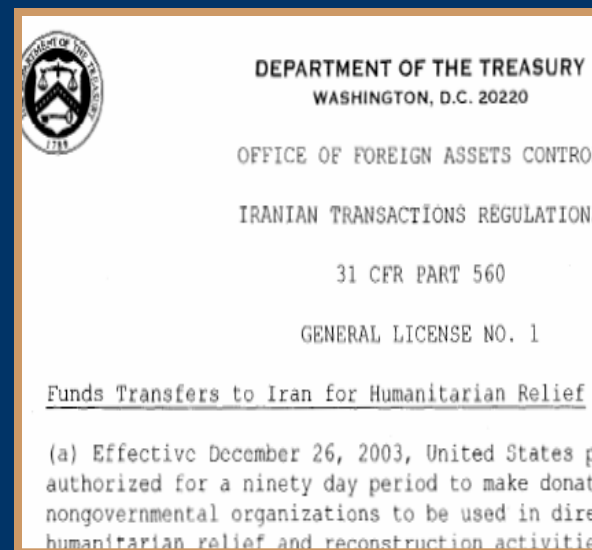 DEPARTMENT OF THE TREASURY
WASHINGTON, D.C. 20220
OFFICE OF FOREIGN ASSETS CONTRO
IRANIAN TRANSACTIONS REGULATION
31 CFR PART 560
GENERAL LICENSE NO. 1
Funds Transfers to Iran for Humanitarian Relief
(a) Effective December 26, 2003, United States p
authorized for a ninety day period to make donat
nongovernmental organizations to be used in dire
humanitarian relief and reconstruction activitie
1789